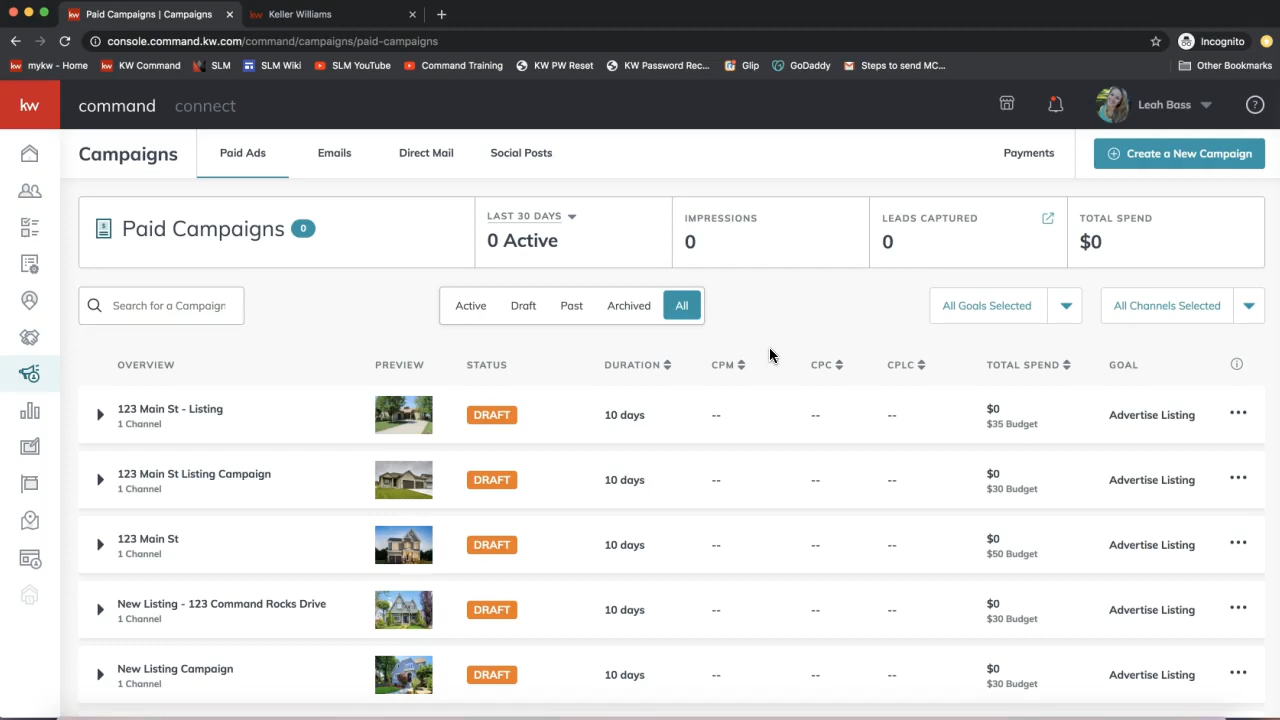 kw Paid Campaigns | Campaigns
kw Keller Williams
console.command.kw.com/command/campaigns/paid-campaigns
Incognito
kw mykw - Home
kw KW Command
SLM
SLM Wiki
SLM YouTube
Command Training
KW PW Reset
KW Password Rec...
Glip
GoDaddy
Steps to send MC...
Other Bookmarks
kw
command connect
Leah Bass
?
Campaigns
Paid Ads
Emails
Direct Mail
Social Posts
Payments
Create a New Campaign
Paid Campaigns 0
LAST 30 DAYS
0 Active
IMPRESSIONS
0
LEADS CAPTURED
0
TOTAL SPEND
$0
Search for a Campaign
Active
Draft
Past
Archived
All
All Goals Selected
All Channels Selected
OVERVIEW PREVIEW STATUS DURATION CPM CPC CPLC TOTAL SPEND GOAL
123 Main St - Listing
1 Channel
DRAFT
10 days
--
--
--
$0
$35 Budget
Advertise Listing
123 Main St Listing Campaign
1 Channel
DRAFT
10 days
--
--
--
$0
$30 Budget
Advertise Listing
123 Main St
1 Channel
DRAFT
10 days
--
--
--
$0
$50 Budget
Advertise Listing
New Listing - 123 Command Rocks Drive
1 Channel
DRAFT
10 days
--
--
--
$0
$30 Budget
Advertise Listing
New Listing Campaign
1 Channel
DRAFT
10 days
--
--
--
$0
$30 Budget
Advertise Listing